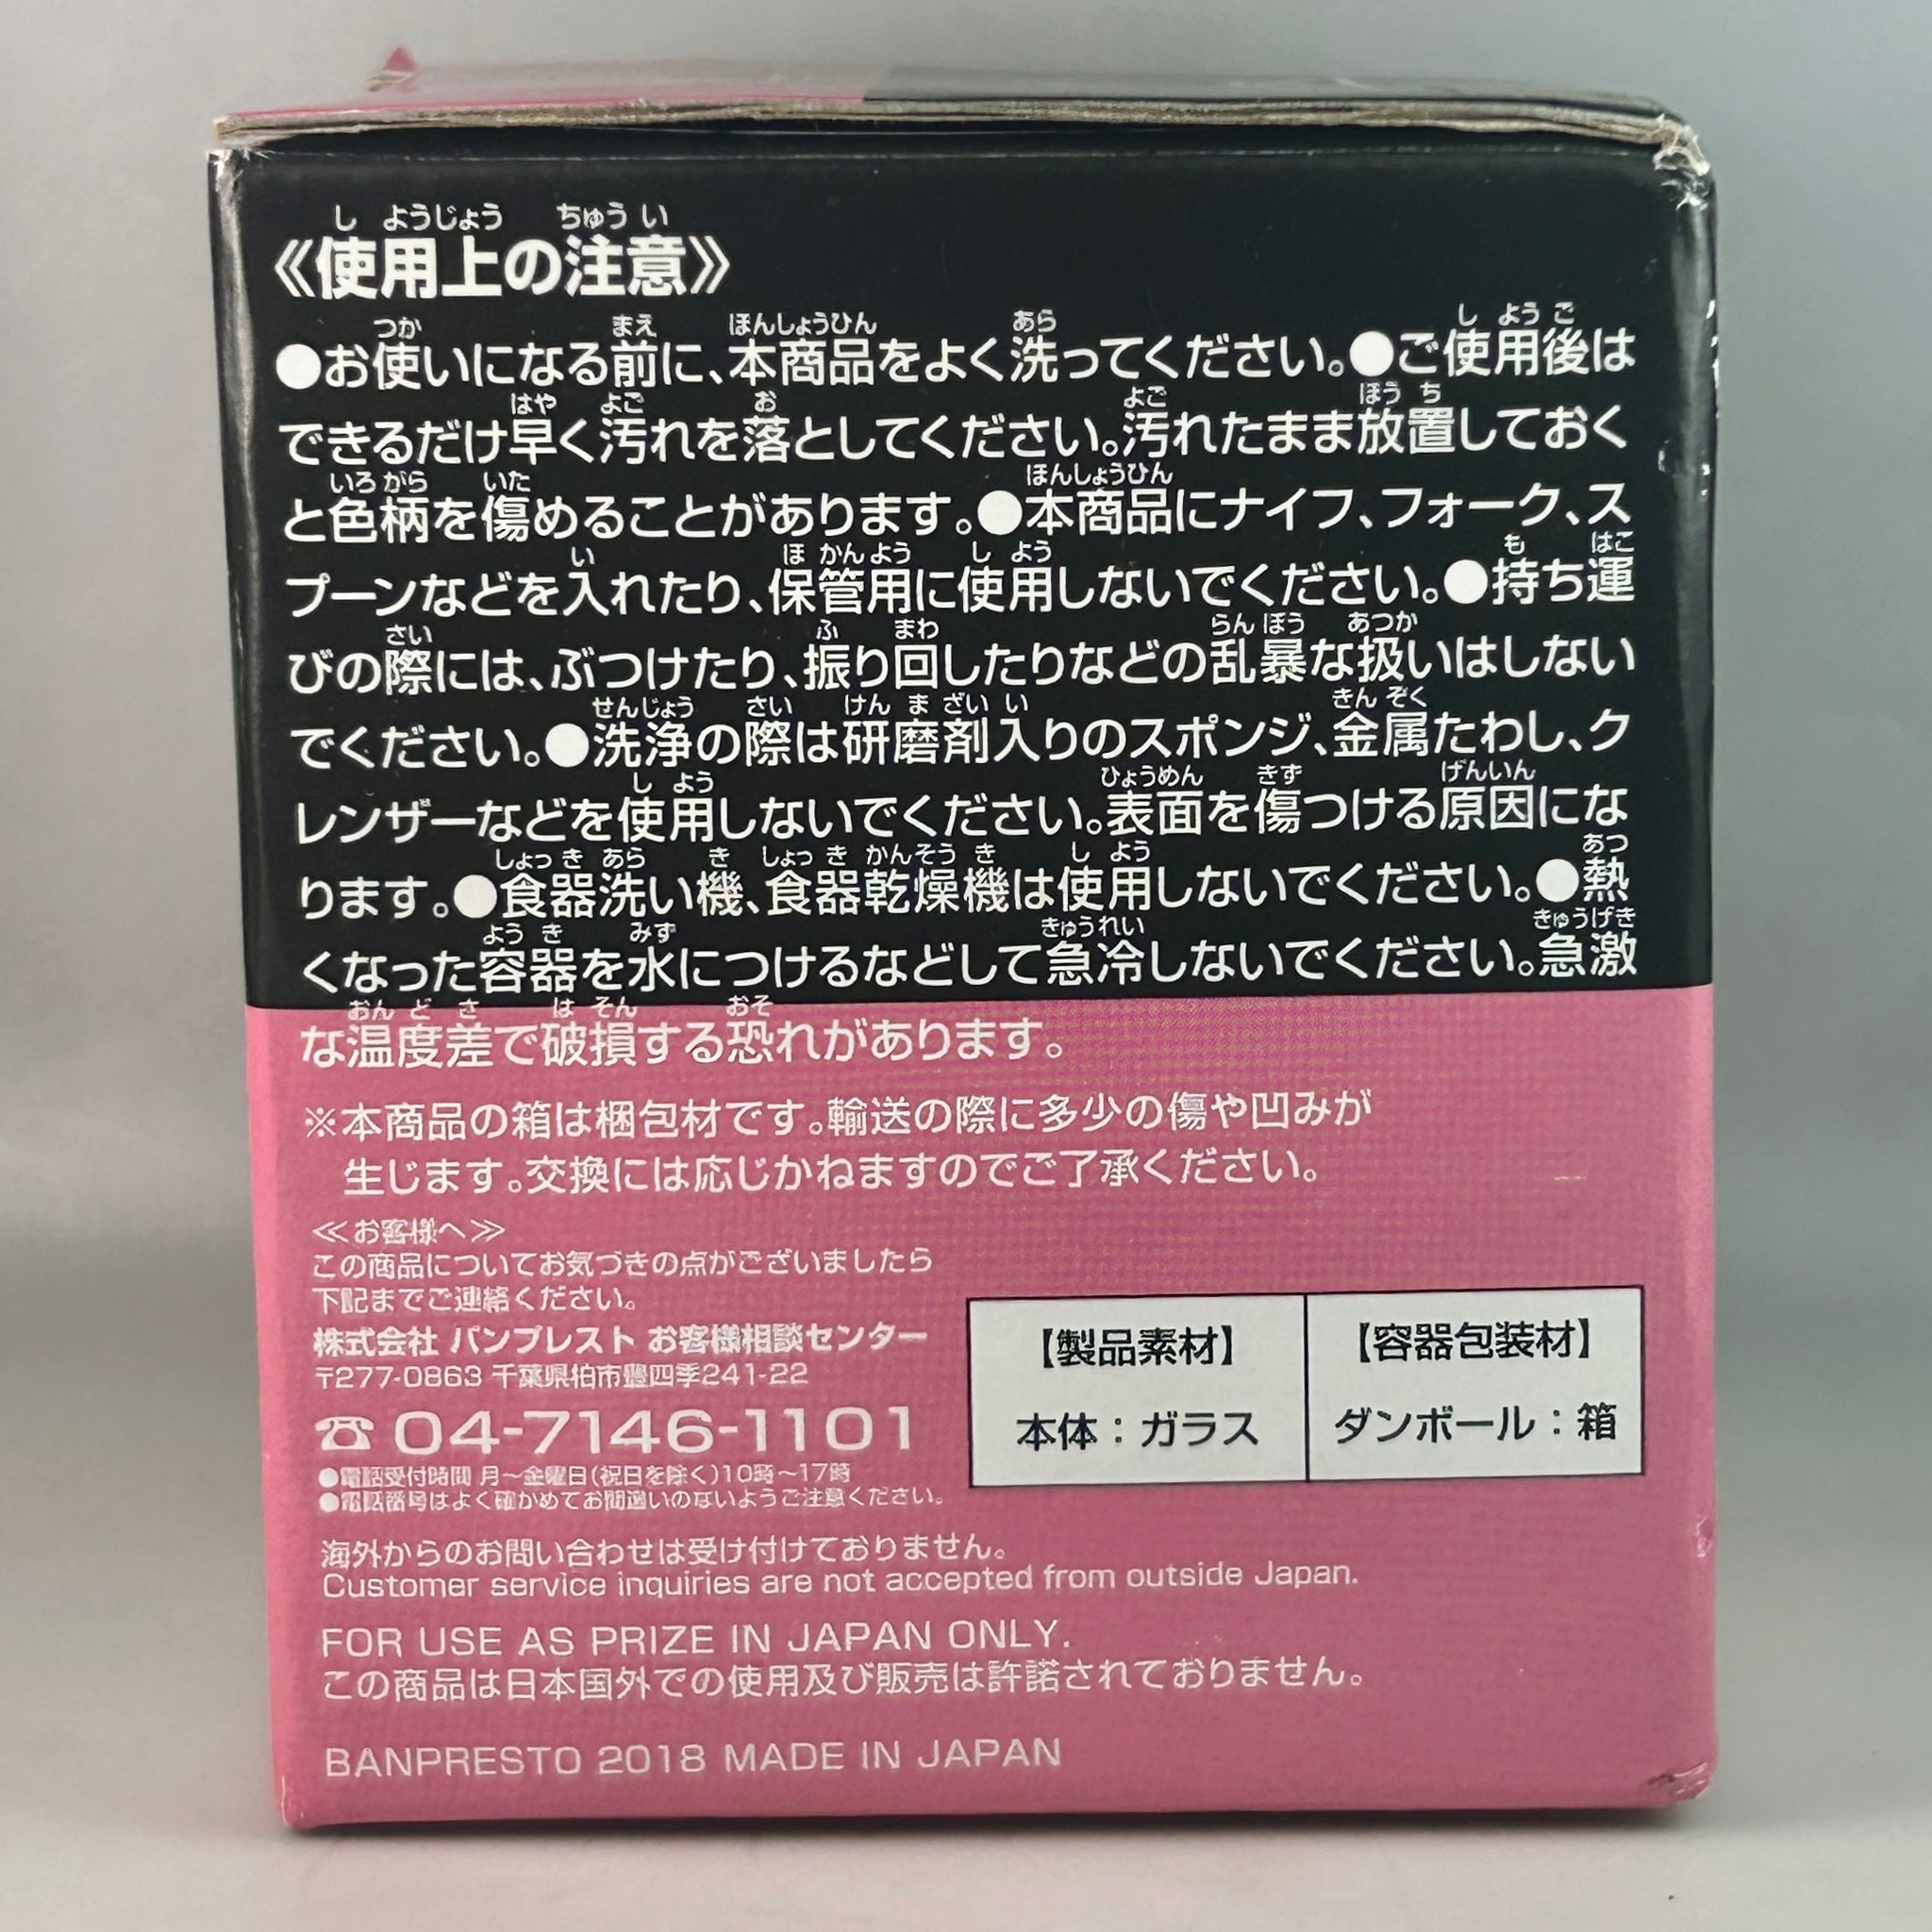 《使用上の注意》
●お使いになる前に、本商品をよく洗ってください。●ご使用後は
できるだけ早く汚れを落としてください。汚れたまま放置しておく
と色柄を傷めることがあります。●本商品にナイフ、フォーク、ス
プーンなどを入れたり、保管用に使用しないでください。●持ち運
びの際には、ぶつけたり、振り回したりなどの乱暴な扱いはしない
でください。●洗浄の際は研磨剤入りのスポンジ、金属たわし、ク
レンザーなどを使用しないでください。表面を傷つける原因にな
ります。●食器洗い機、食器乾燥機は使用しないでください。●熱
くなった容器を水につけるなどして急冷しないでください。急激
な温度差で破損する恐れがあります。
※本商品の箱は梱包材です。輸送の際に多少の傷や凹みが
生じます。交換には応じかねますのでご了承ください。
≪お客様へ≫
この商品についてお気づきの点がございましたら
下記までご連絡ください。
株式会社 バンプレスト お客様相談センター
〒277-0863 千葉県柏市豊四季241-22
☎ 04-7146-1101
●電話受付時間 月～金曜日(祝日を除く)10時～17時
●電話番号はよく確かめてお間違いのないようご注意ください。
【製品素材】 【容器包装材】
本体：ガラス ダンボール：箱
海外からのお問い合わせは受け付けておりません。
Customer service inquiries are not accepted from outside Japan.
FOR USE AS PRIZE IN JAPAN ONLY.
この商品は日本国外での使用及び販売は許諾されておりません。
BANPRESTO 2018 MADE IN JAPAN